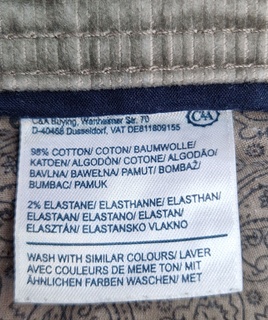 C&A Buying, Wanheimer Str. 70
C&A
D-40468 Dusseldorf, VAT DE811809155
98% COTTON/ COTON/ BAUMWOLLE/
KATOEN/ ALGODÓN/ COTONE/ ALGODÃO/
BAVLNA/ BAWEŁNA/ PAMUT/ BOMBAŽ/
BUMBAC/ PAMUK
2% ELASTANE/ ELASTHANNE/ ELASTHAN/
ELASTAAN/ ELASTANO/ ELASTAN/
ELASZTÁN/ ELASTANSKO VLAKNO
WASH WITH SIMILAR COLOURS/ LAVER
AVEC COULEURS DE MEME TON/ MIT
ÄHNLICHEN FARBEN WASCHEN/ MET